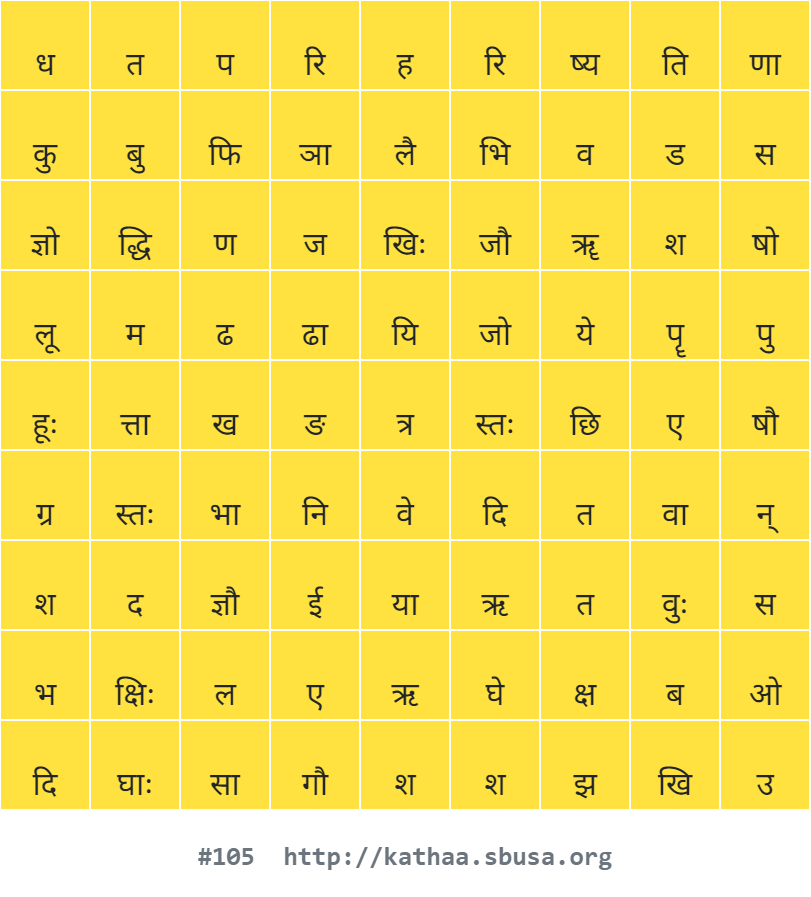 ध त प रि ह रि ष्य ति णा
कु बु फि ञा लै भि व ड स
ज्ञो द्धि ण ज खिः जौ ॠ श षो
लू म ढ ढा यि जो ये पॄ पु
हूः त्ता ख ङ त्र स्तः छि ए षौ
ग्र स्तः भा नि वे दि त वा न्
श द ज्ञौ ई या ऋ त वुः स
भ क्षिः ल ए ऋ घे क्ष ब ओ
दि घाः सा गौ श श झ खि उ
#105 http://kathaa.sbusa.org